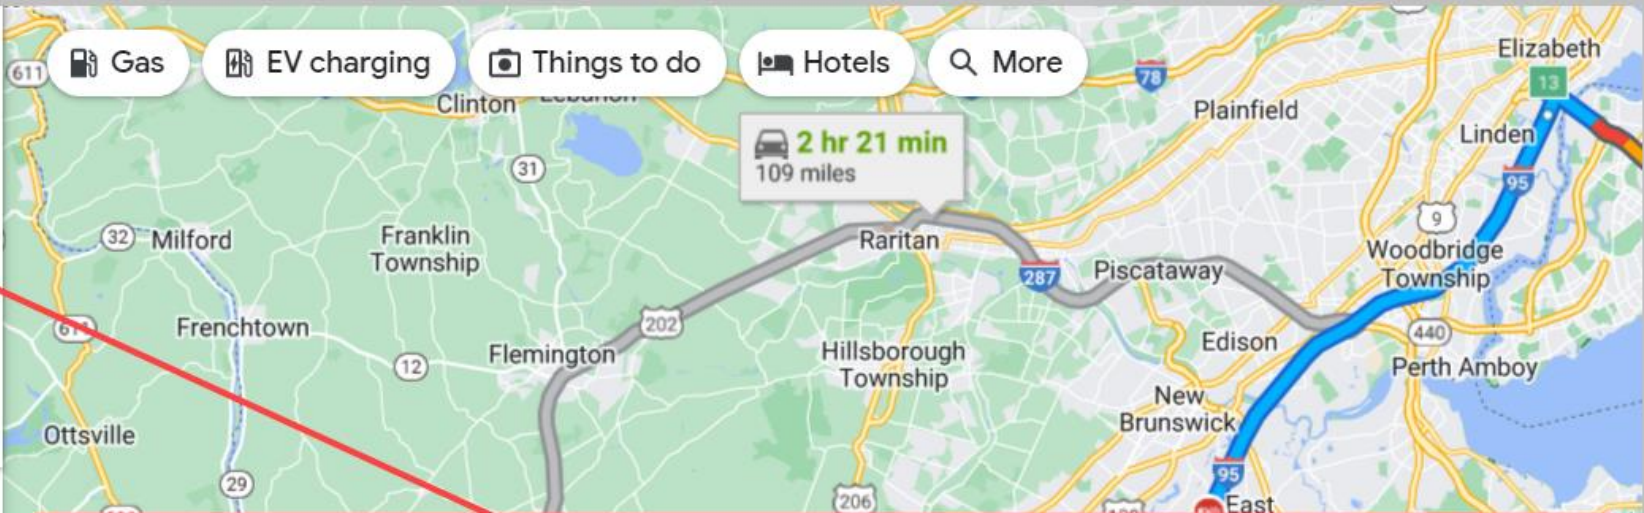 611
Gas
EV charging
Things to do
Hotels
More
Elizabeth
13
78
Clinton
Lebanon
Plainfield
Linden
2 hr 21 min
109 miles
31
95
9
32
Milford
Franklin
Township
Raritan
Woodbridge
Township
287
Piscataway
611
Frenchtown
202
Flemington
12
Hillsborough
Township
Edison
440
Perth Amboy
New
Brunswick
Ottsville
29
206
95
East